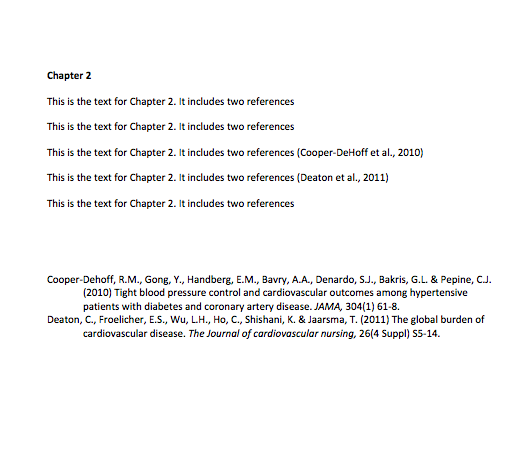 Chapter 2
This is the text for Chapter 2. It includes two references
This is the text for Chapter 2. It includes two references
This is the text for Chapter 2. It includes two references (Cooper-DeHoff et al., 2010)
This is the text for Chapter 2. It includes two references (Deaton et al., 2011)
This is the text for Chapter 2. It includes two references
Cooper-Dehoff, R.M., Gong, Y., Handberg, E.M., Bavry, A.A., Denardo, S.J., Bakris, G.L. & Pepine, C.J.
(2010) Tight blood pressure control and cardiovascular outcomes among hypertensive
patients with diabetes and coronary artery disease. JAMA, 304(1) 61-8.
Deaton, C., Froelicher, E.S., Wu, L.H., Ho, C., Shishani, K. & Jaarsma, T. (2011) The global burden of
cardiovascular disease. The Journal of cardiovascular nursing, 26(4 Suppl) S5-14.